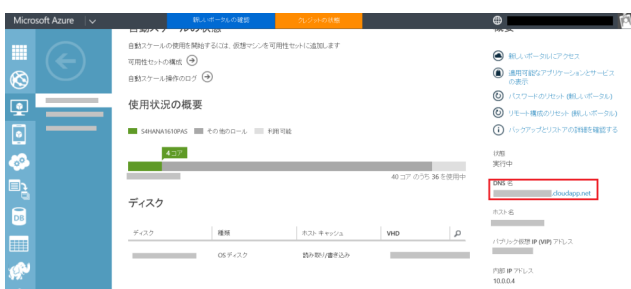 Microsoft Azure
新しいポータルの確認
クレジットの状態
自動スケールの使用を開始するには、仮想マシンを可用性セットに追加します
可用性セットの構成
自動スケール操作のログ
使用状況の概要
S4HANA1610PAS その他のロール 利用可能
4 コア
40 コア のうち 36 を使用中
ディスク
ディスク 種類 ホスト キャッシュ VHD
OS ディスク 読み取り/書き込み
概要
新しいポータルにアクセス
適用可能なアプリケーションとサービスの表示
パスワードのリセット (新しいポータル)
リモート構成のリセット (新しいポータル)
バックアップとリストアの詳細を確認する
状態
実行中
DNS 名
.cloudapp.net
ホスト名
パブリック仮想 IP (VIP) アドレス
内部 IP アドレス
10.0.0.4
DB